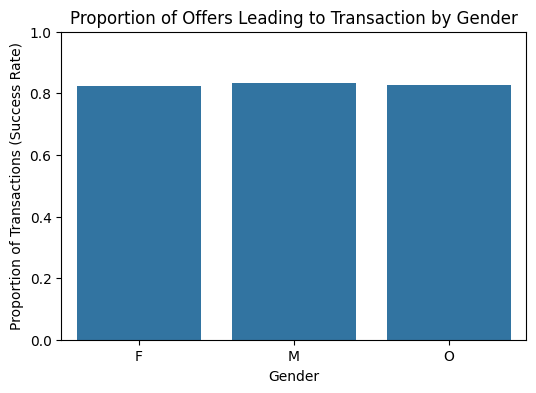 Proportion of Offers Leading to Transaction by Gender
Proportion of Transactions (Success Rate)
1.0
0.8
0.6
0.4
0.2
0.0
F M O
Gender